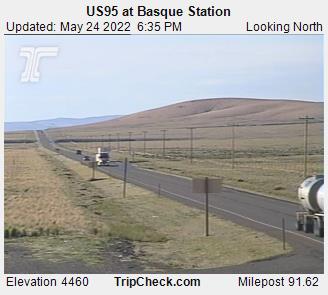 US95 at Basque Station
Updated: May 24 2022 6:35 PM Looking North
Elevation 4460 TripCheck.com Milepost 91.62